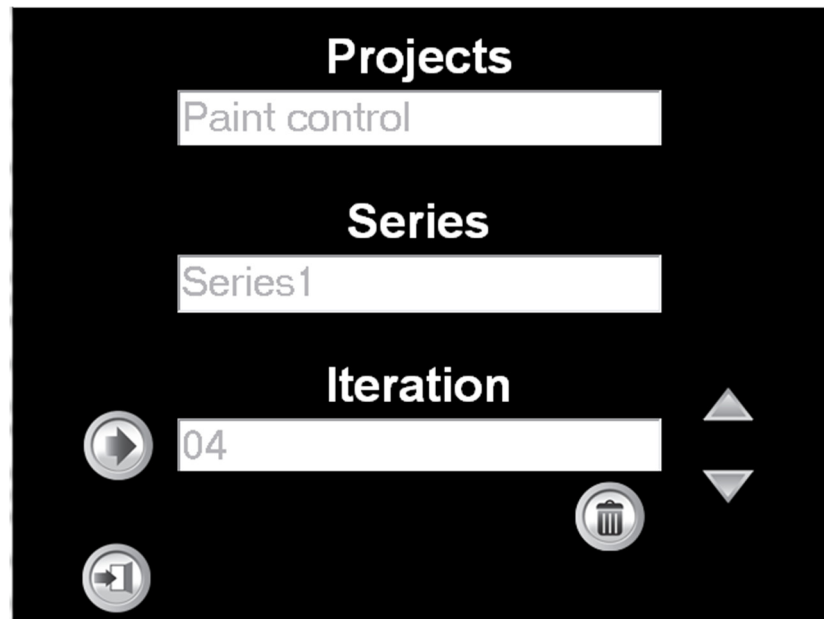 Projects
Paint control
Series
Series1
Iteration
04